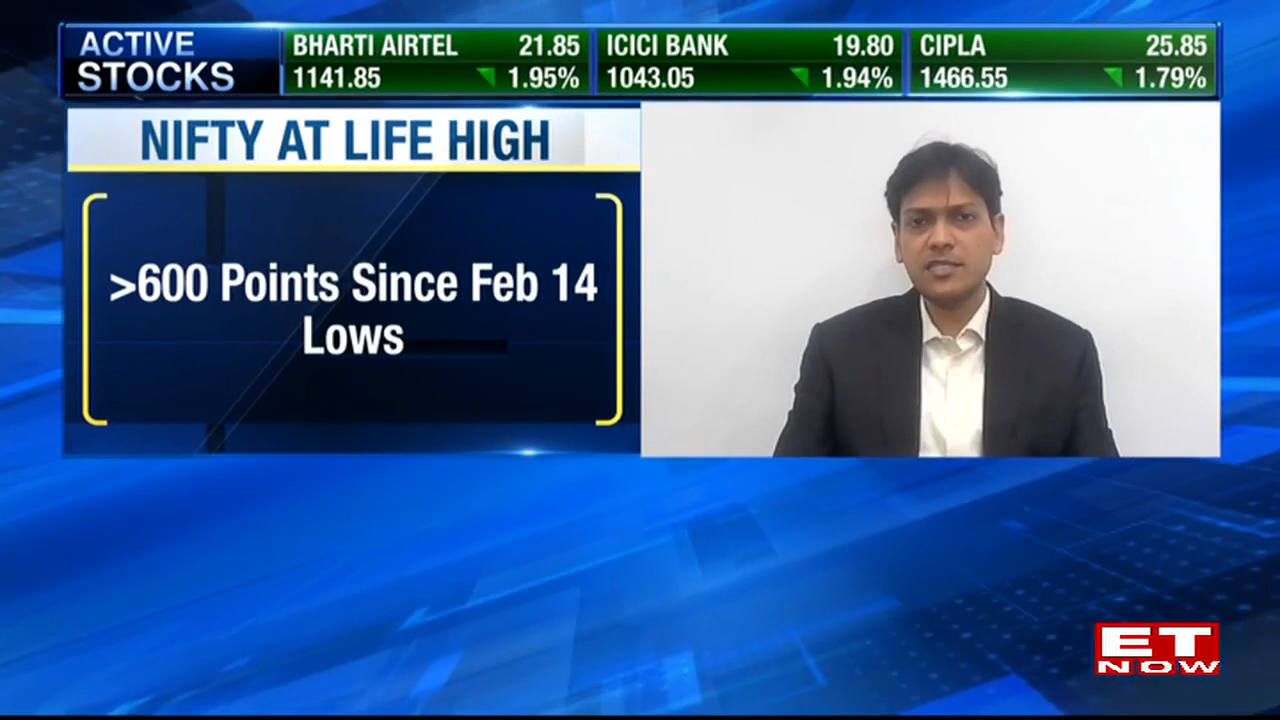 ACTIVE
STOCKS
BHARTI AIRTEL 21.85
1141.85 1.95%
ICICI BANK 19.80
1043.05 1.94%
CIPLA 25.85
1466.55 1.79%
NIFTY AT LIFE HIGH
>600 Points Since Feb 14
Lows
ET
NOW